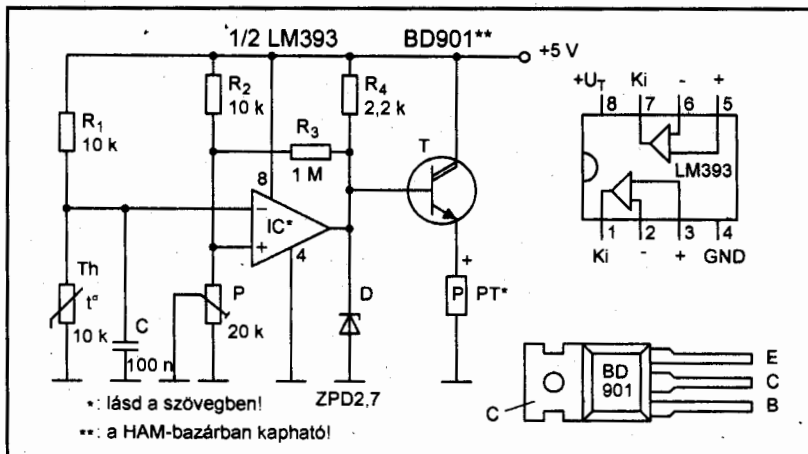 1/2 LM393
BD901**
+5 V
R1
10 k
R2
10 k
R3
1 M
R4
2,2 k
T
8
−
IC*
+
4
Th
t°
10 k
C
100 n
P
20 k
D
ZPD2,7
+
P
PT*
*: lásd a szövegben!
**: a HAM-bazárban kapható!
+UT Ki - +
8 7 6 5
LM393
1 2 3 4
Ki - + GND
BD
901
E
C
B
C